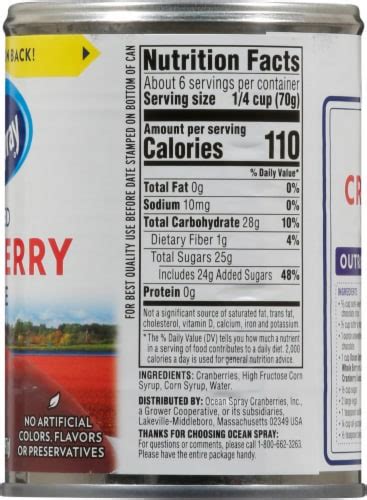 BACK!
ERRY
NO ARTIFICIAL
COLORS, FLAVORS
OR PRESERVATIVES
FOR BEST QUALITY USE BEFORE DATE STAMPED ON BOTTOM OF CAN
Nutrition Facts
About 6 servings per container
Serving size 1/4 cup (70g)
Amount per serving
Calories 110
% Daily Value*
Total Fat 0g 0%
Sodium 10mg 0%
Total Carbohydrate 28g 10%
Dietary Fiber 1g 4%
Total Sugars 25g
Includes 24g Added Sugars 48%
Protein 0g
Not a significant source of saturated fat, trans fat,
cholesterol, vitamin D, calcium, iron and potassium.
*The % Daily Value (DV) tells you how much a nutrient
in a serving of food contributes to a daily diet. 2,000
calories a day is used for general nutrition advice.
INGREDIENTS: Cranberries, High Fructose Corn
Syrup, Corn Syrup, Water.
DISTRIBUTED BY: Ocean Spray Cranberries, Inc.,
a Grower Cooperative, or its subsidiaries,
Lakeville-Middleboro, Massachusetts 02349 USA
THANKS FOR CHOOSING OCEAN SPRAY:
For questions or comments, please call 1-800-662-3263.
Please have the entire package handy.
CR
OUTR
INGREDIENTS: